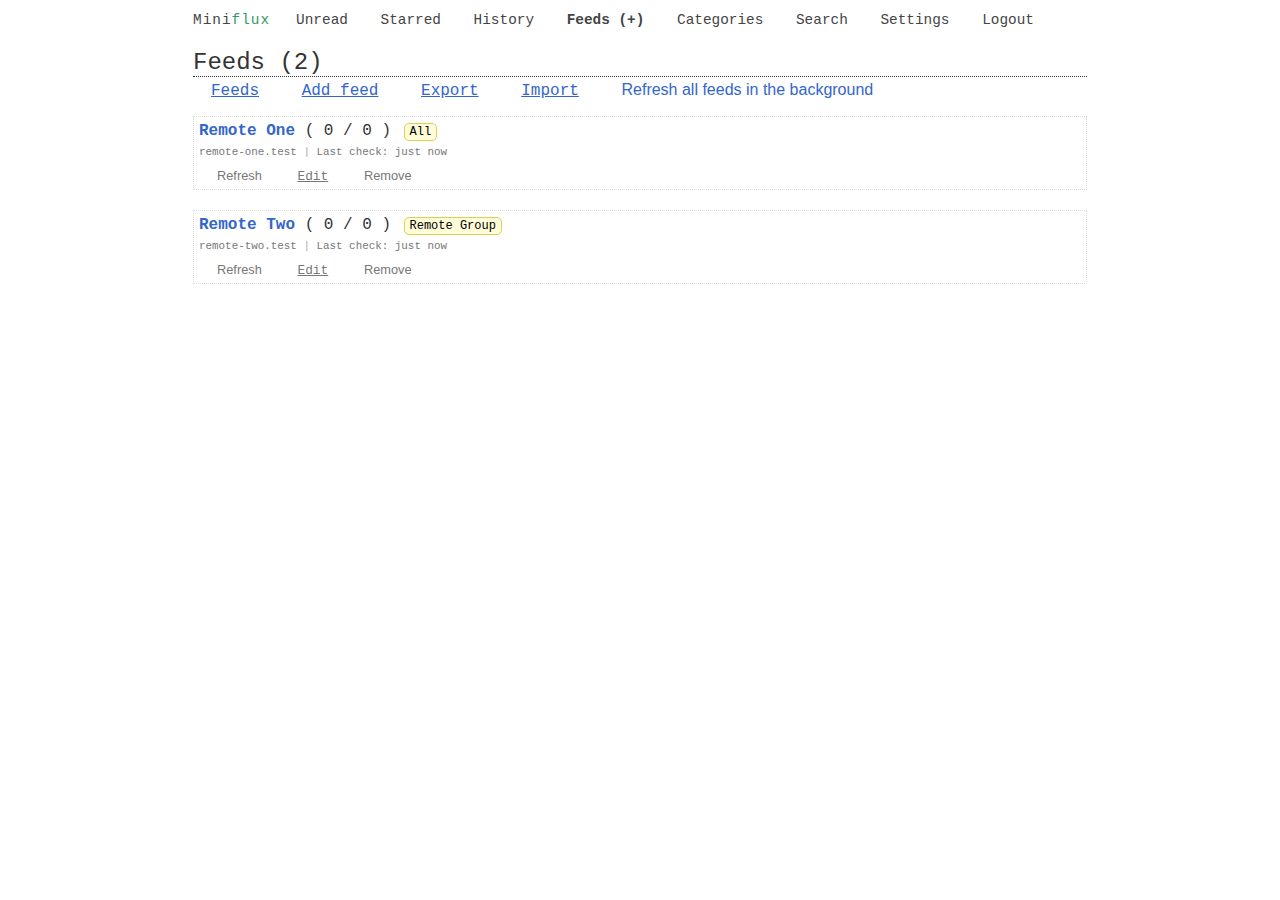 Miniflux Unread Starred History Feeds (+) Categories Search Settings Logout
Feeds (2)
Feeds Add feed Export Import Refresh all feeds in the background
Remote One ( 0 / 0 ) All
remote-one.test | Last check: just now
Refresh Edit Remove
Remote Two ( 0 / 0 ) Remote Group
remote-two.test | Last check: just now
Refresh Edit Remove